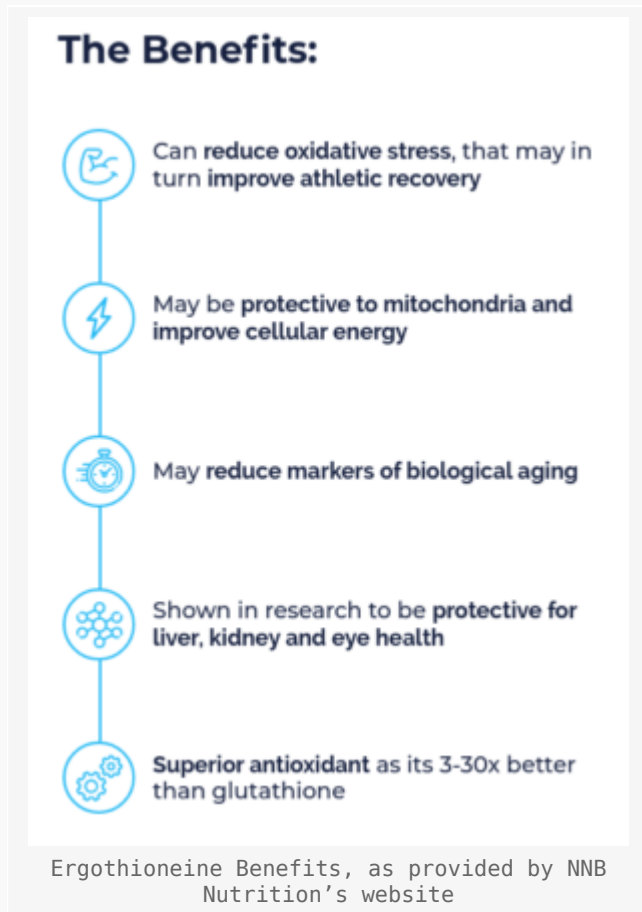 The Benefits:
Can reduce oxidative stress, that may in
turn improve athletic recovery
May be protective to mitochondria and
improve cellular energy
May reduce markers of biological aging
Shown in research to be protective for
liver, kidney and eye health
Superior antioxidant as its 3-30x better
than glutathione
Ergothioneine Benefits, as provided by NNB
Nutrition’s website